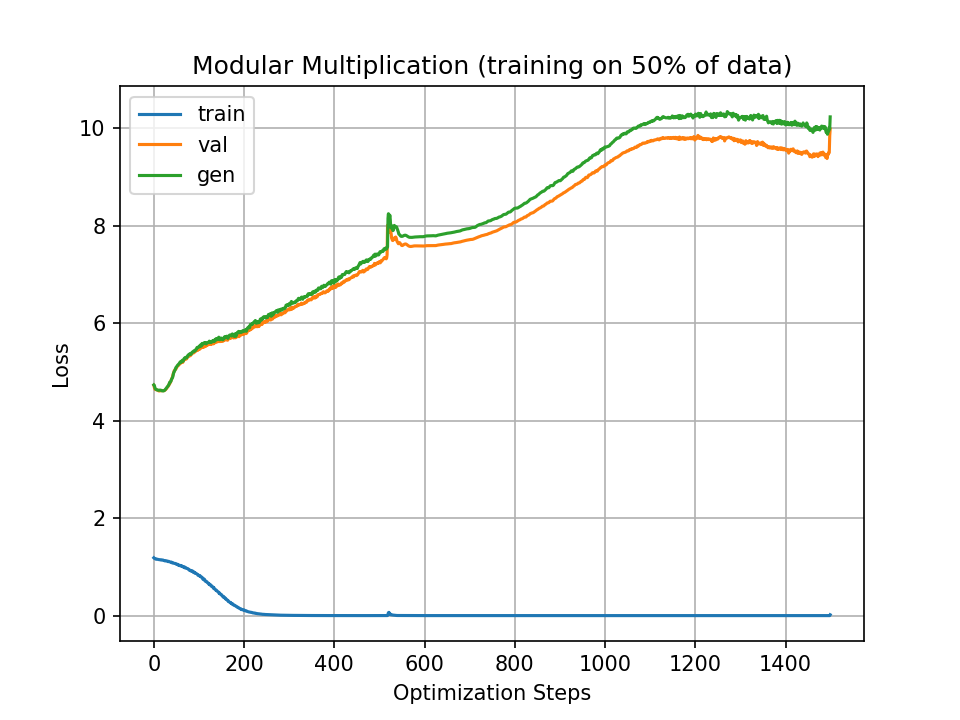 Modular Multiplication (training on 50% of data)
train
val
gen
10
8
6
4
2
0
Loss
0 200 400 600 800 1000 1200 1400
Optimization Steps